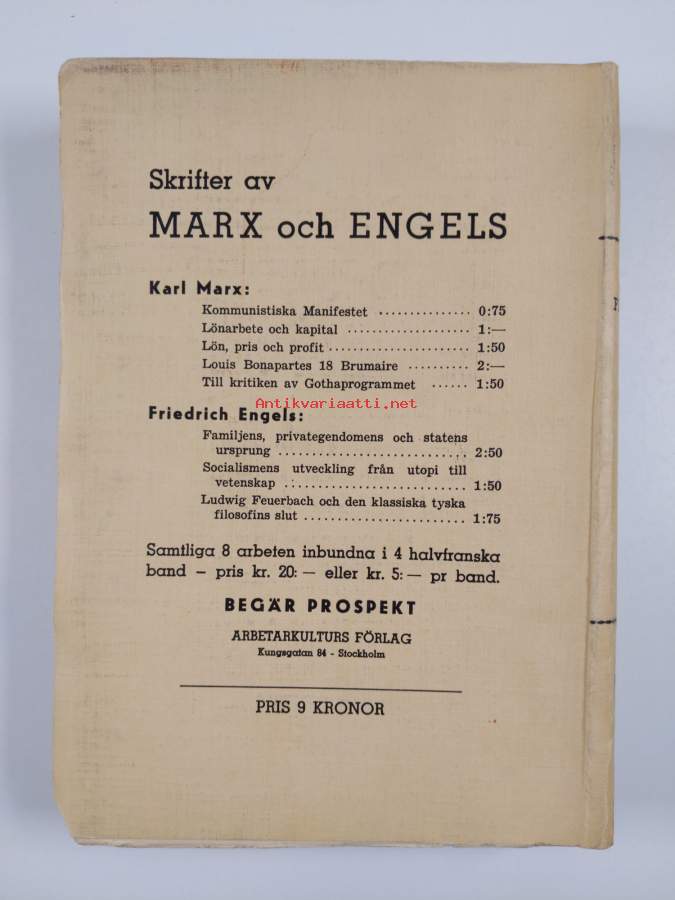 Skrifter av
MARX och ENGELS
Karl Marx:
Kommunistiska Manifestet ............... 0:75
Lönarbete och kapital .................... 1:—
Lön, pris och profit ....................... 1:50
Louis Bonapartes 18 Brumaire .......... 2:—
Till kritiken av Gothaprogrammet ...... 1:50
Antikvariaatti.net
Friedrich Engels:
Familjens, privategendomens och statens
ursprung ............................... 2:50
Socialismens utveckling från utopi till
vetenskap .............................. 1:50
Ludwig Feuerbach och den klassiska tyska
filosofins slut ........................... 1:75
Samtliga 8 arbeten inbundna i 4 halvfranska
band – pris kr. 20: — eller kr. 5: — pr band.
BEGÄR PROSPEKT
ARBETARKULTURS FÖRLAG
Kungsgatan 84 - Stockholm
PRIS 9 KRONOR